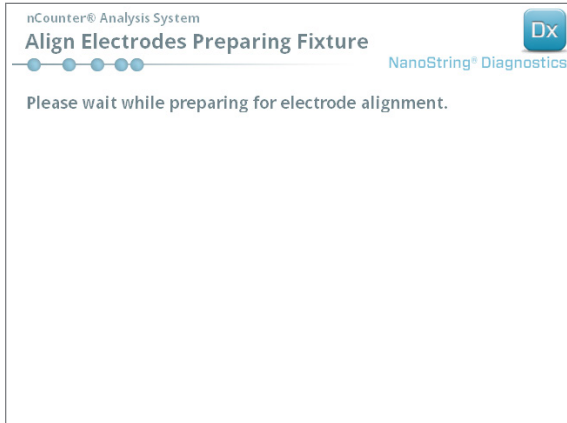 nCounter® Analysis System
Align Electrodes Preparing Fixture
Dx
NanoString® Diagnostics
Please wait while preparing for electrode alignment.